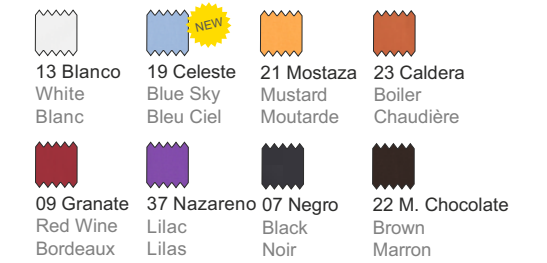 NEW
13 Blanco
White
Blanc
19 Celeste
Blue Sky
Bleu Ciel
21 Mostaza
Mustard
Moutarde
23 Caldera
Boiler
Chaudière
09 Granate
Red Wine
Bordeaux
37 Nazareno
Lilac
Lilas
07 Negro
Black
Noir
22 M. Chocolate
Brown
Marron